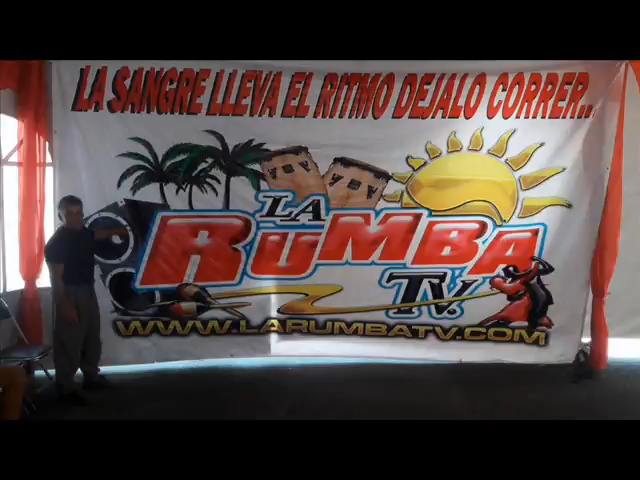 LA SANGRE LLEVA EL RITMO DEJALO CORRER..
LA
RUMBA
TV.
WWW.LARUMBATV.COM